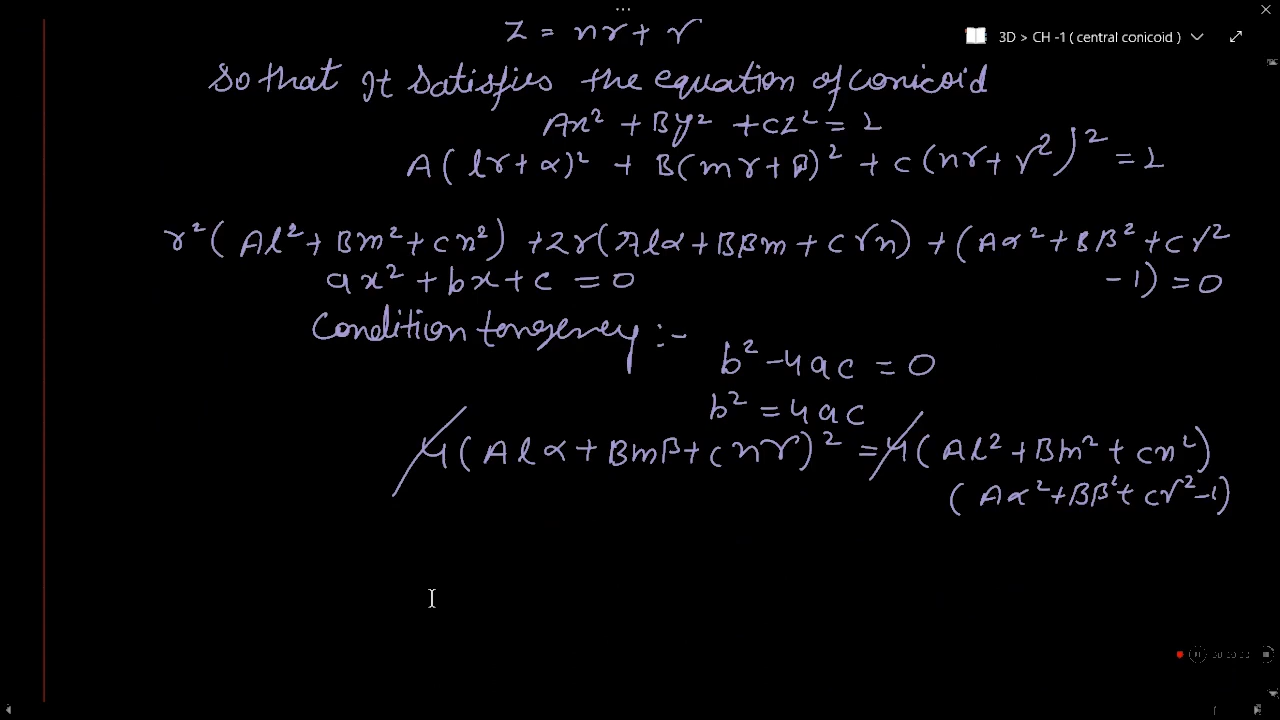 z = nr + γ
3D > CH -1 ( central conicoid )
So that It satisfies the equation of conicoid
Ax² + By² + cz² = 1
A( lr + α )² + B( mr + β )² + c ( nr + γ² )² = 1
r² ( Al² + Bm² + cn² ) + 2r( Alα + BBm + cγn ) + ( Aα² + Bβ² + cγ²
ax² + bx + c = 0
- 1 ) = 0
Condition tangency :-
b² - 4ac = 0
b² = 4ac
4( Alα + Bmβ + cnγ )² = 4( Al² + Bm² + cn² )
( Aα² + Bβ² + cγ² - 1 )